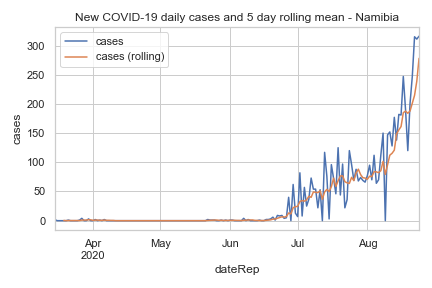 New COVID-19 daily cases and 5 day rolling mean - Namibia
cases
cases (rolling)
300
250
200
150
100
50
0
cases
Apr
2020
May
Jun
Jul
Aug
dateRep